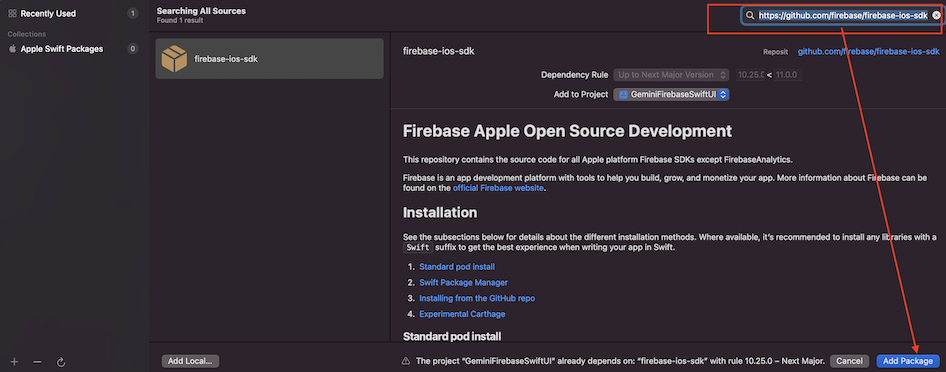 Recently Used
1
Collections
Apple Swift Packages
0
Searching All Sources
Found 1 result
https://github.com/firebase/firebase-ios-sdk
firebase-ios-sdk
firebase-ios-sdk
Reposit
github.com/firebase/firebase-ios-sdk
Dependency Rule
Up to Next Major Version
10.25.0 < 11.0.0
Add to Project
GeminiFirebaseSwiftUI
Firebase Apple Open Source Development
This repository contains the source code for all Apple platform Firebase SDKs except FirebaseAnalytics.
Firebase is an app development platform with tools to help you build, grow, and monetize your app. More information about Firebase can be
found on the official Firebase website.
Installation
See the subsections below for details about the different installation methods. Where available, it's recommended to install any libraries with a
Swift suffix to get the best experience when writing your app in Swift.
1. Standard pod install
2. Swift Package Manager
3. Installing from the GitHub repo
4. Experimental Carthage
Standard pod install
Add Local...
The project "GeminiFirebaseSwiftUI" already depends on: "firebase-ios-sdk" with rule 10.25.0 – Next Major.
Cancel
Add Package